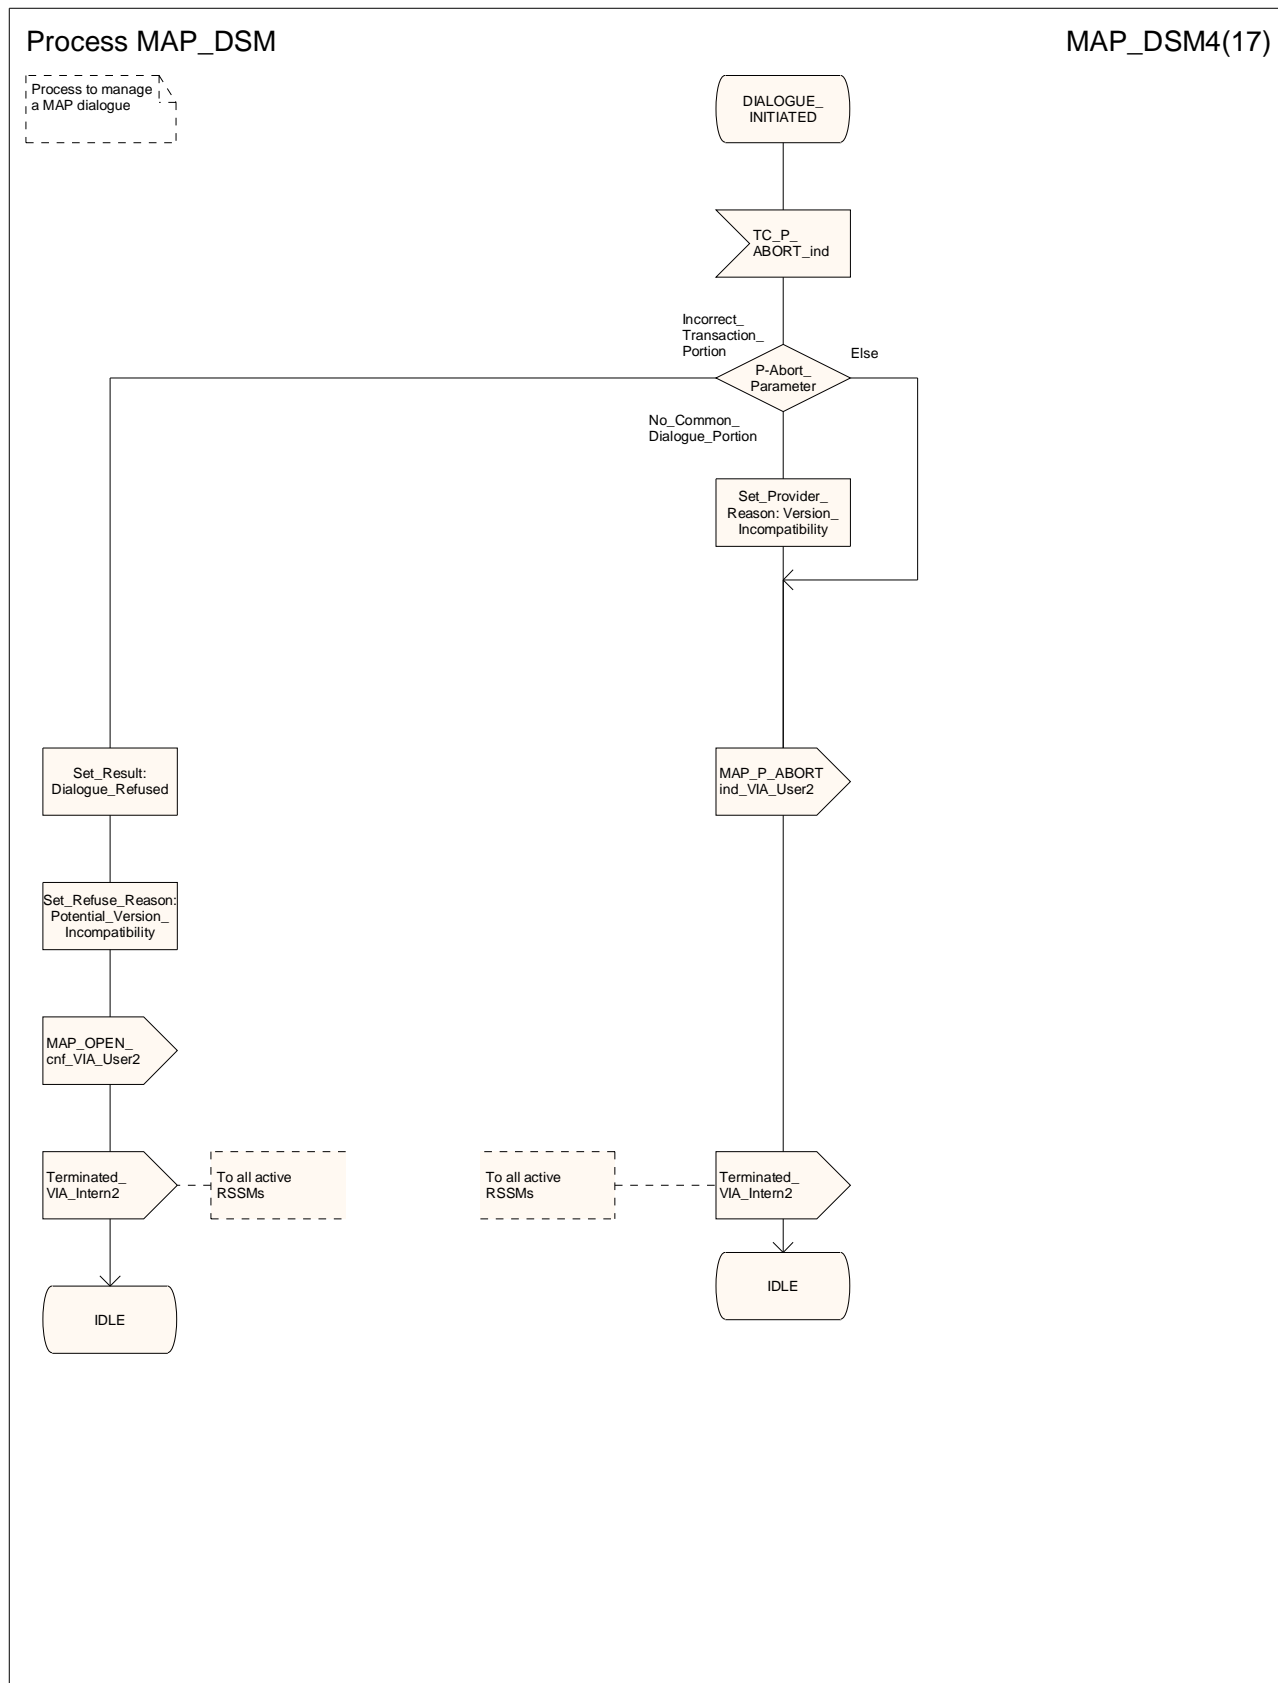 Process MAP_DSM
MAP_DSM4(17)
Process to manage
a MAP dialogue
DIALOGUE_
INITIATED
TC_P_
ABORT_ind
Incorrect_
Transaction_
Portion
Else
P-Abort_
Parameter
No_Common_
Dialogue_Portion
Set_Provider_
Reason: Version_
Incompatibility
Set_Result:
Dialogue_Refused
MAP_P_ABORT
ind_VIA_User2
Set_Refuse_Reason:
Potential_Version_
Incompatibility
MAP_OPEN_
cnf_VIA_User2
Terminated_
VIA_Intern2
To all active
RSSMs
To all active
RSSMs
Terminated_
VIA_Intern2
IDLE
IDLE